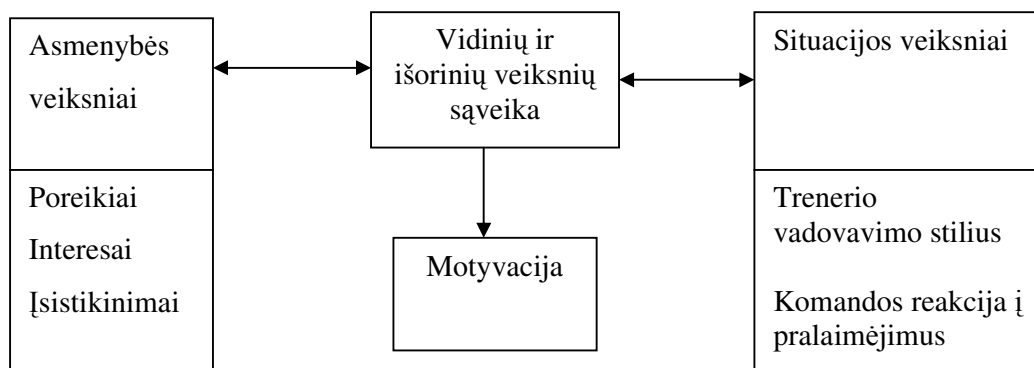 Asmenybės
veiksniai
Poreikiai
Interesai
Įsistikinimai
Vidinių ir
išorinių veiksnių
sąveika
Motyvacija
Situacijos veiksniai
Trenerio
vadovavimo stilius
Komandos reakcija į
pralaimėjimus